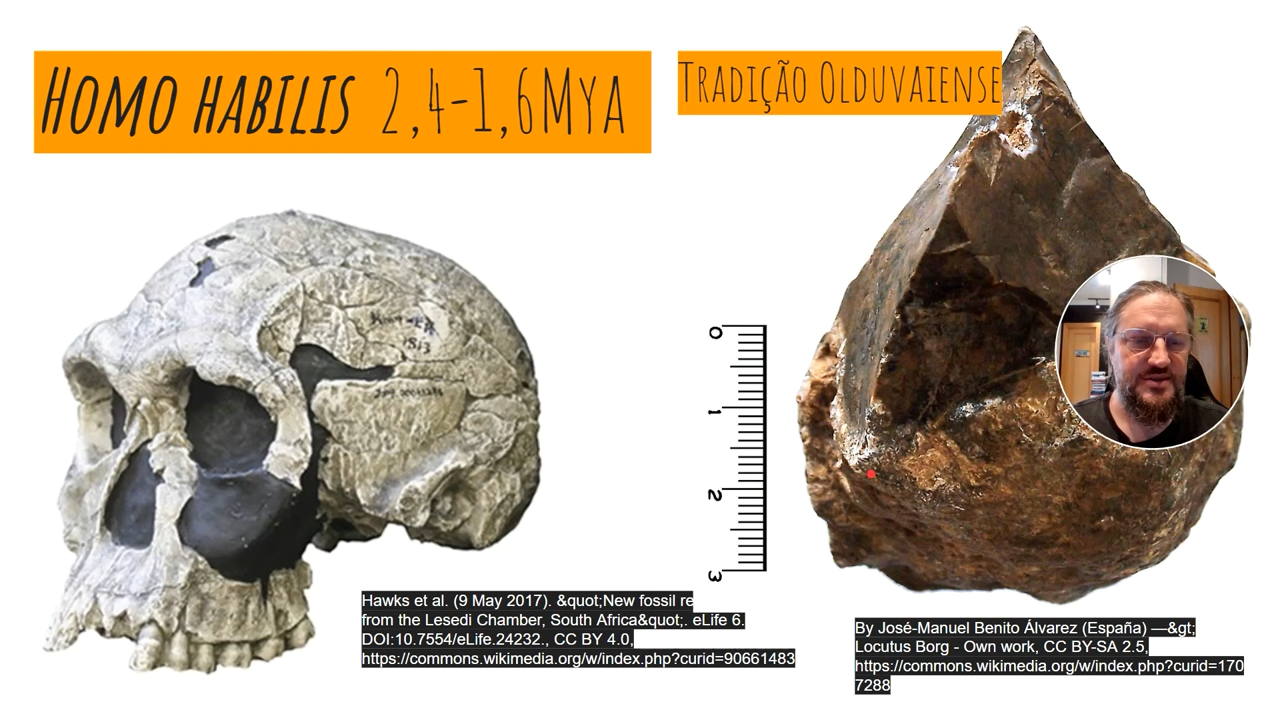 HOMO HABILIS 2,4-1,6MYA
TRADIÇÃO OLDUVAIENSE
1813
0
1
2
3
Hawks et al. (9 May 2017). &quot;New fossil re
from the Lesedi Chamber, South Africa&quot;. eLife 6.
DOI:10.7554/eLife.24232., CC BY 4.0,
https://commons.wikimedia.org/w/index.php?curid=90661483
By José-Manuel Benito Álvarez (España) —&gt;
Locutus Borg - Own work, CC BY-SA 2.5,
https://commons.wikimedia.org/w/index.php?curid=170
7288